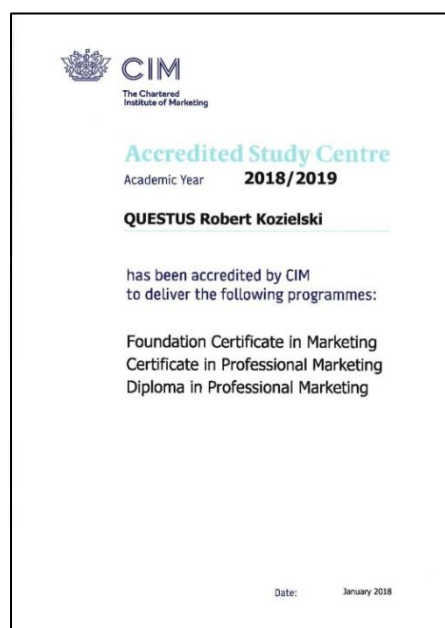 CIM
The Chartered
Institute of Marketing
Accredited Study Centre
Academic Year 2018/2019
QUESTUS Robert Kozielski
has been accredited by CIM
to deliver the following programmes:
Foundation Certificate in Marketing
Certificate in Professional Marketing
Diploma in Professional Marketing
Date: January 2018